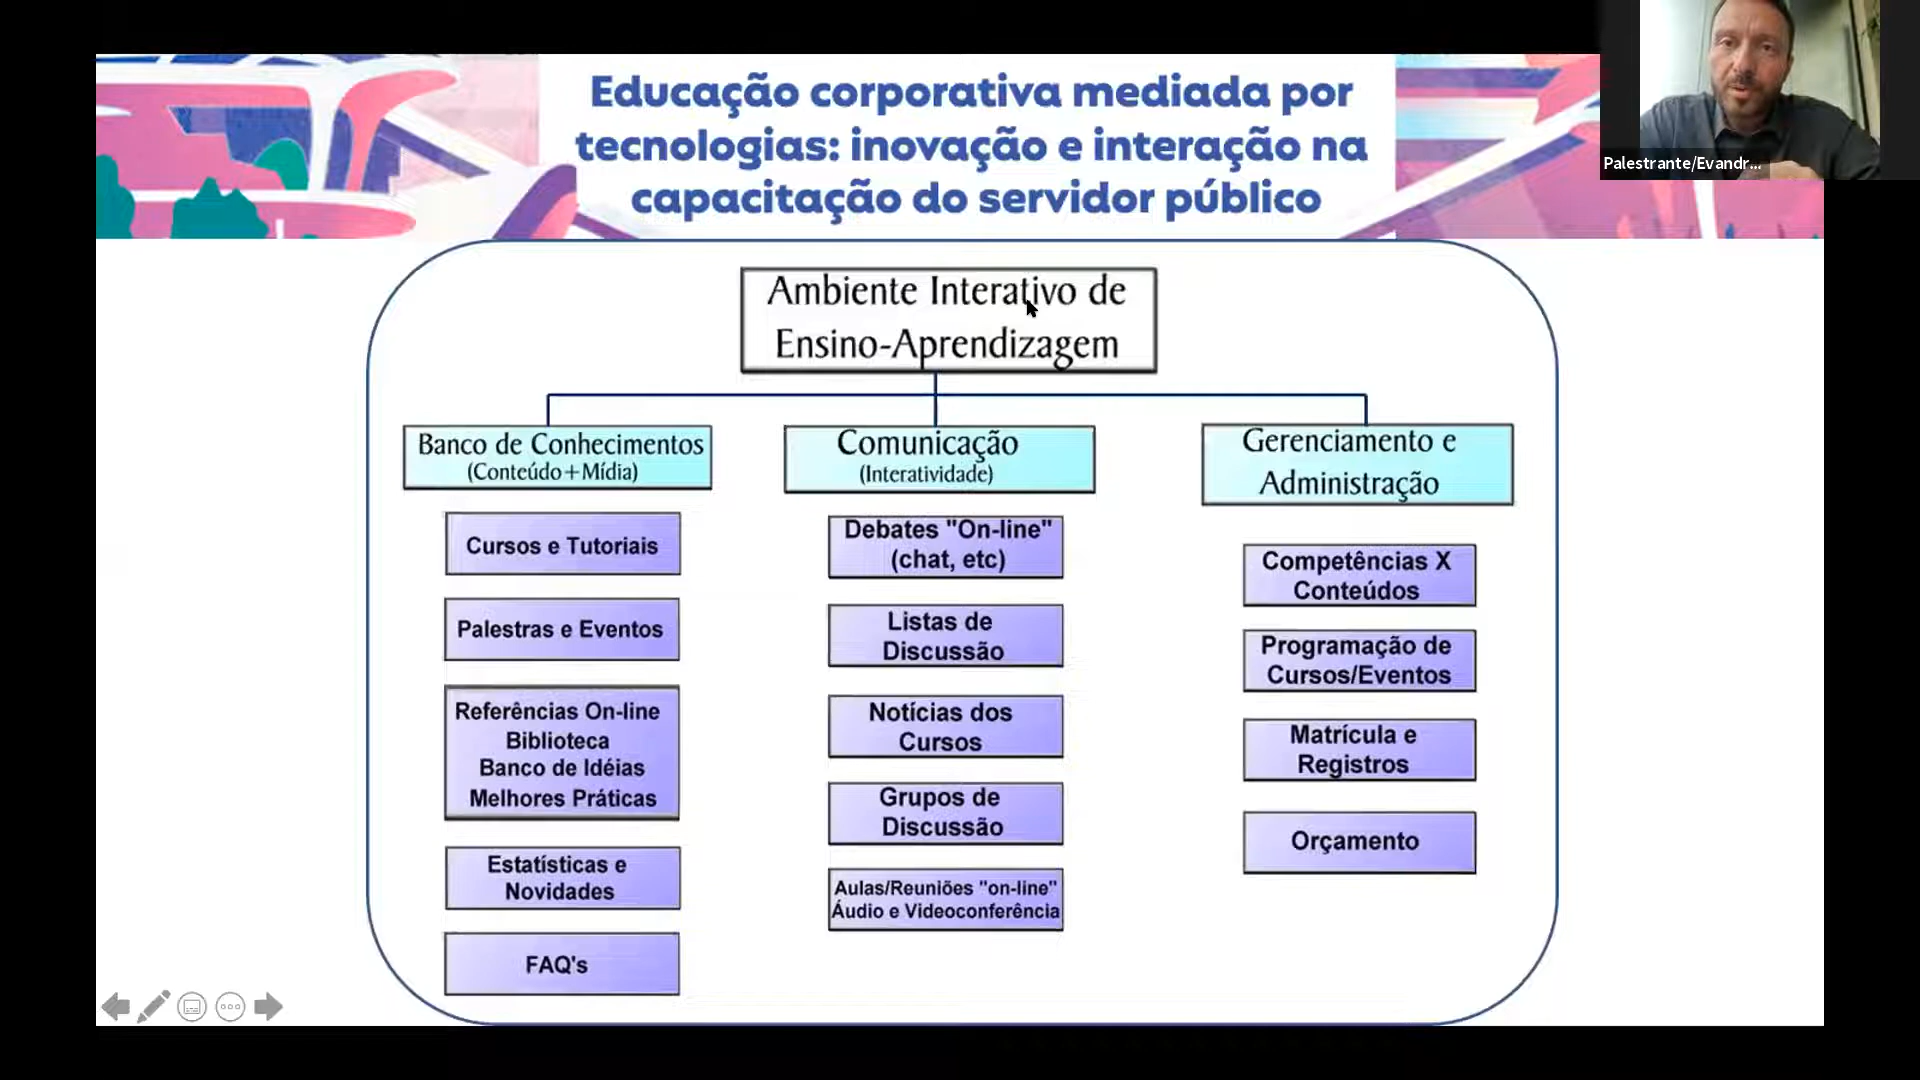 Educação corporativa mediada por
tecnologias: inovação e interação na
capacitação do servidor público
Palestrante/Evandr...
Ambiente Interativo de
Ensino-Aprendizagem
Banco de Conhecimentos
(Conteúdo+Mídia)
Cursos e Tutoriais
Palestras e Eventos
Referências On-line
Biblioteca
Banco de Idéias
Melhores Práticas
Estatísticas e
Novidades
FAQ's
Comunicação
(Interatividade)
Debates "On-line"
(chat, etc)
Listas de
Discussão
Notícias dos
Cursos
Grupos de
Discussão
Aulas/Reuniões "on-line"
Áudio e Videoconferência
Gerenciamento e
Administração
Competências X
Conteúdos
Programação de
Cursos/Eventos
Matrícula e
Registros
Orçamento